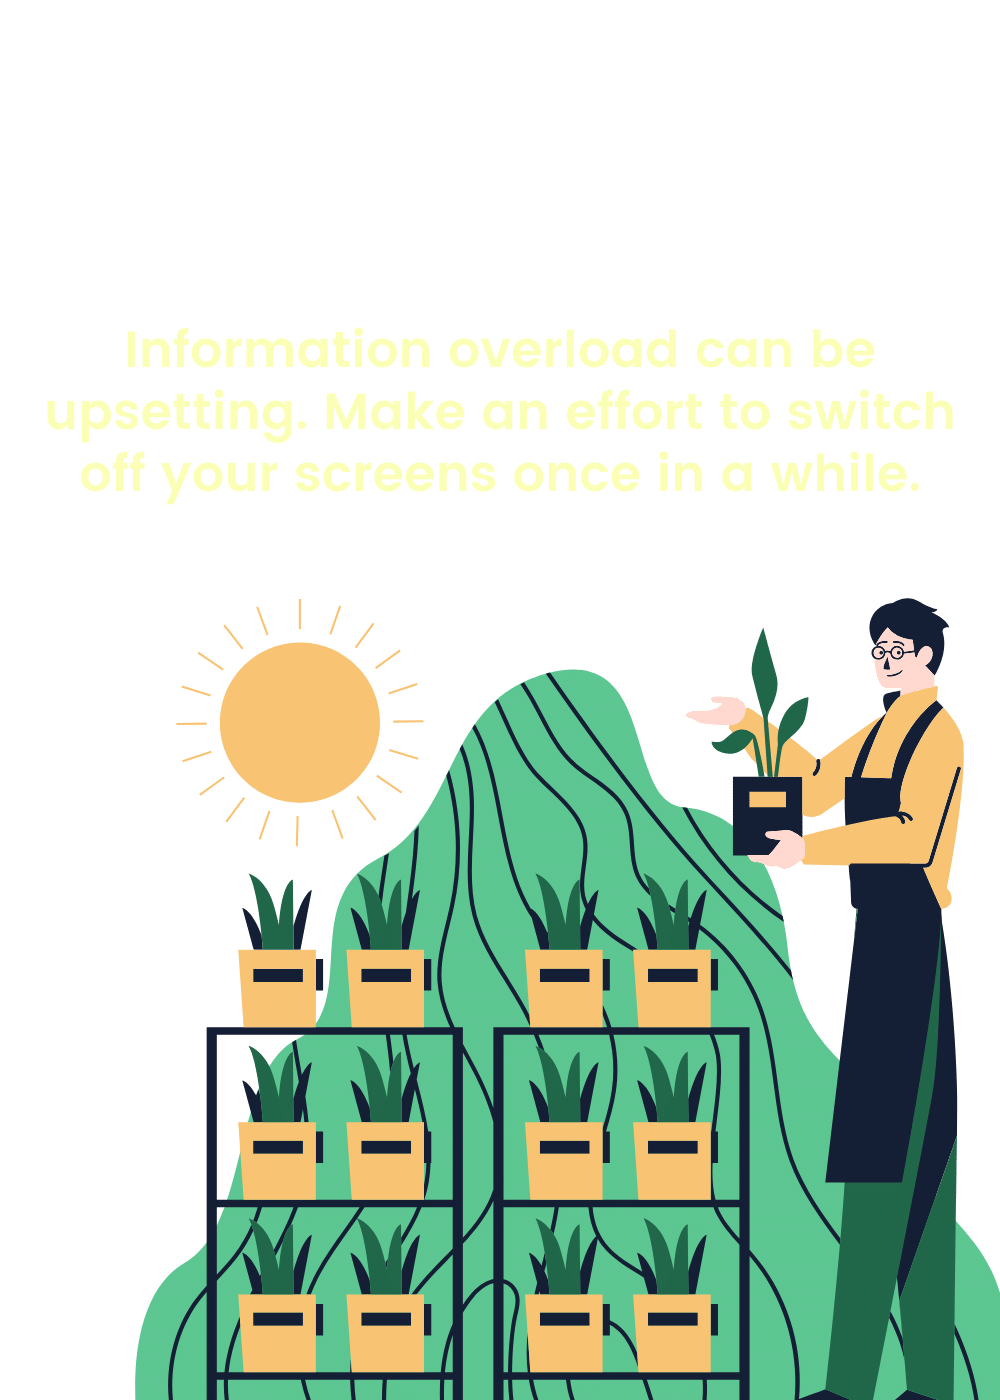 Information overload can be
upsetting. Make an effort to switch
off your screens once in a while.